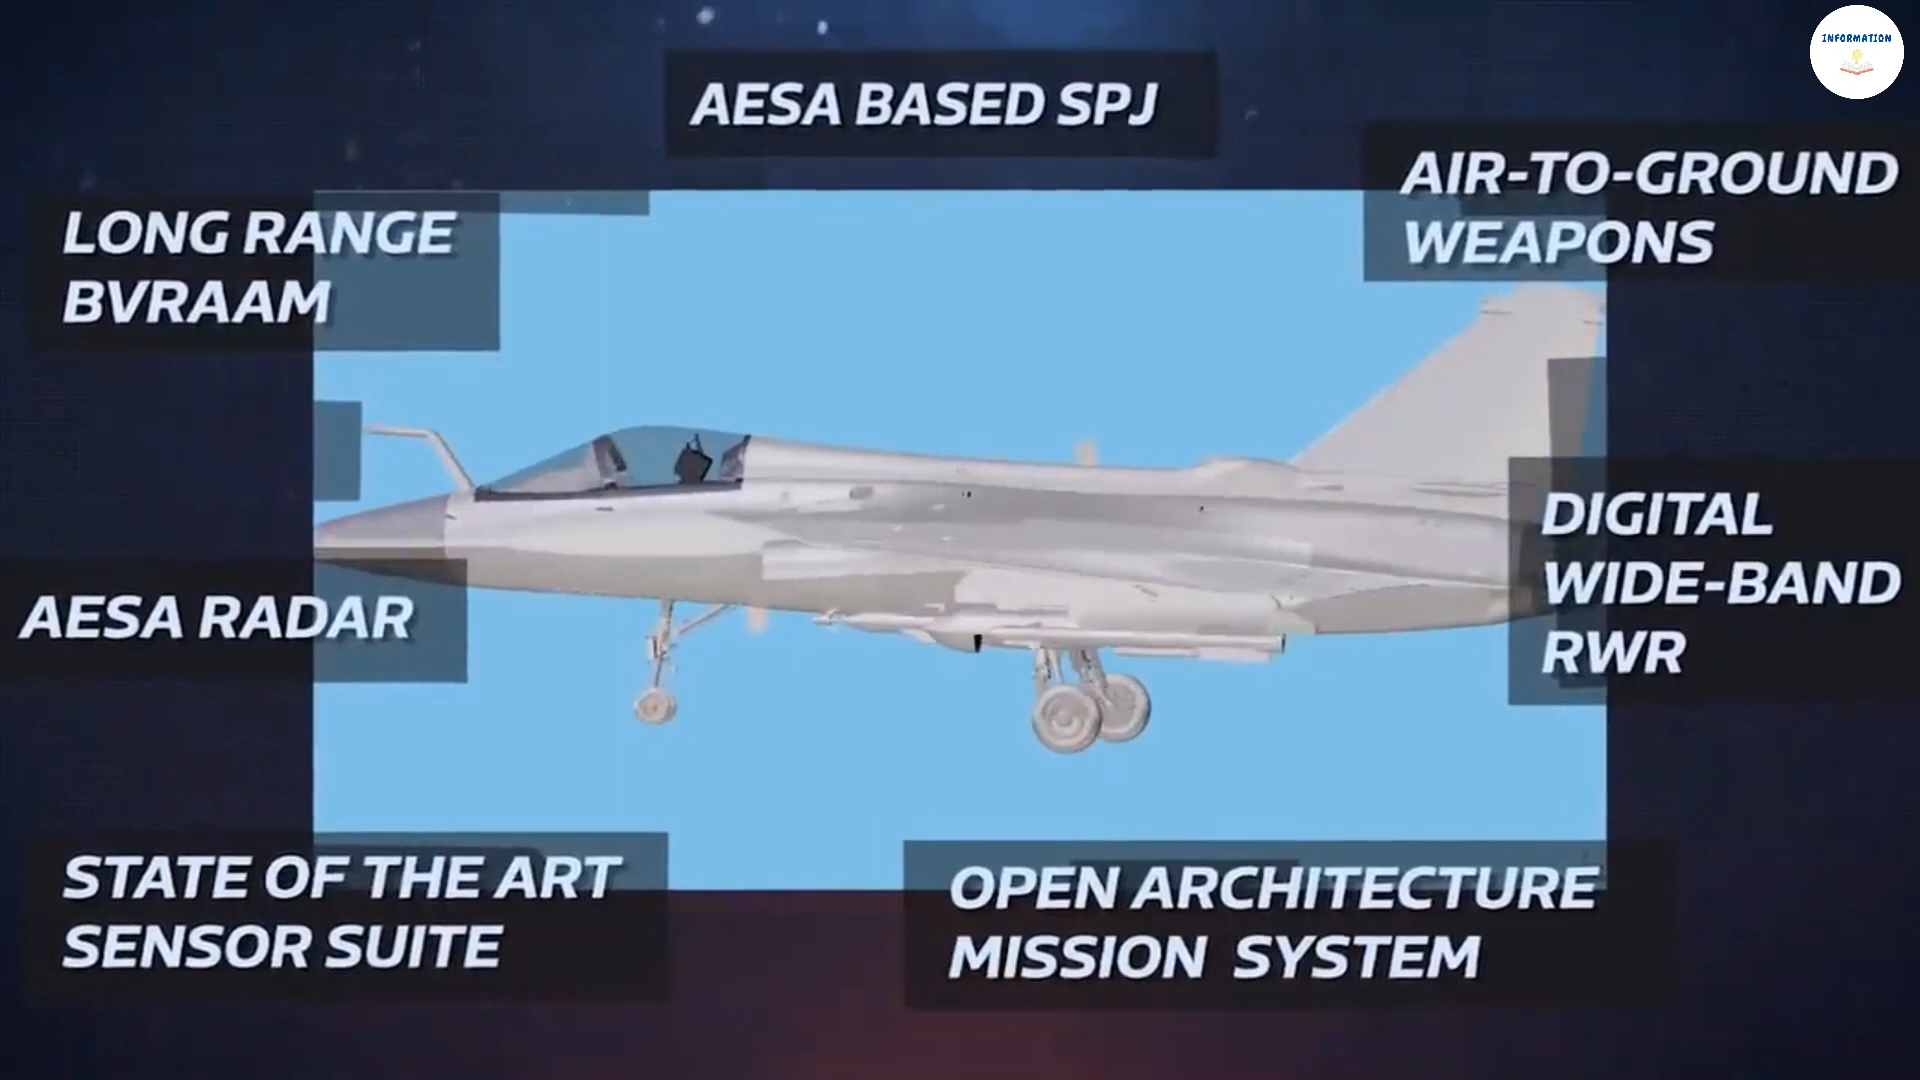 INFORMATION
AESA BASED SPJ
AIR-TO-GROUND
WEAPONS
LONG RANGE
BVRAAM
DIGITAL
WIDE-BAND
RWR
AESA RADAR
STATE OF THE ART
SENSOR SUITE
OPEN ARCHITECTURE
MISSION SYSTEM